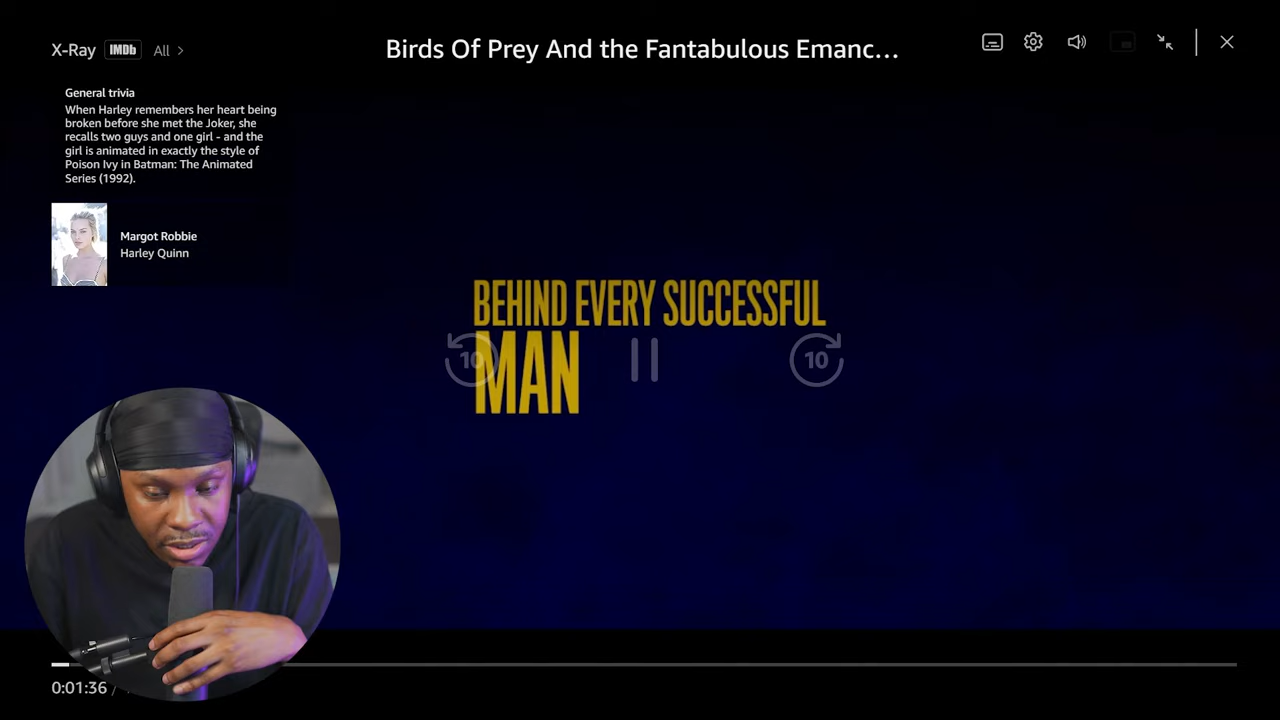 X-Ray IMDb All >
Birds Of Prey And the Fantabulous Emanc...
General trivia
When Harley remembers her heart being
broken before she met the Joker, she
recalls two guys and one girl - and the
girl is animated in exactly the style of
Poison Ivy in Batman: The Animated
Series (1992).
Margot Robbie
Harley Quinn
BEHIND EVERY SUCCESSFUL
MAN
10
10
0:01:36 /